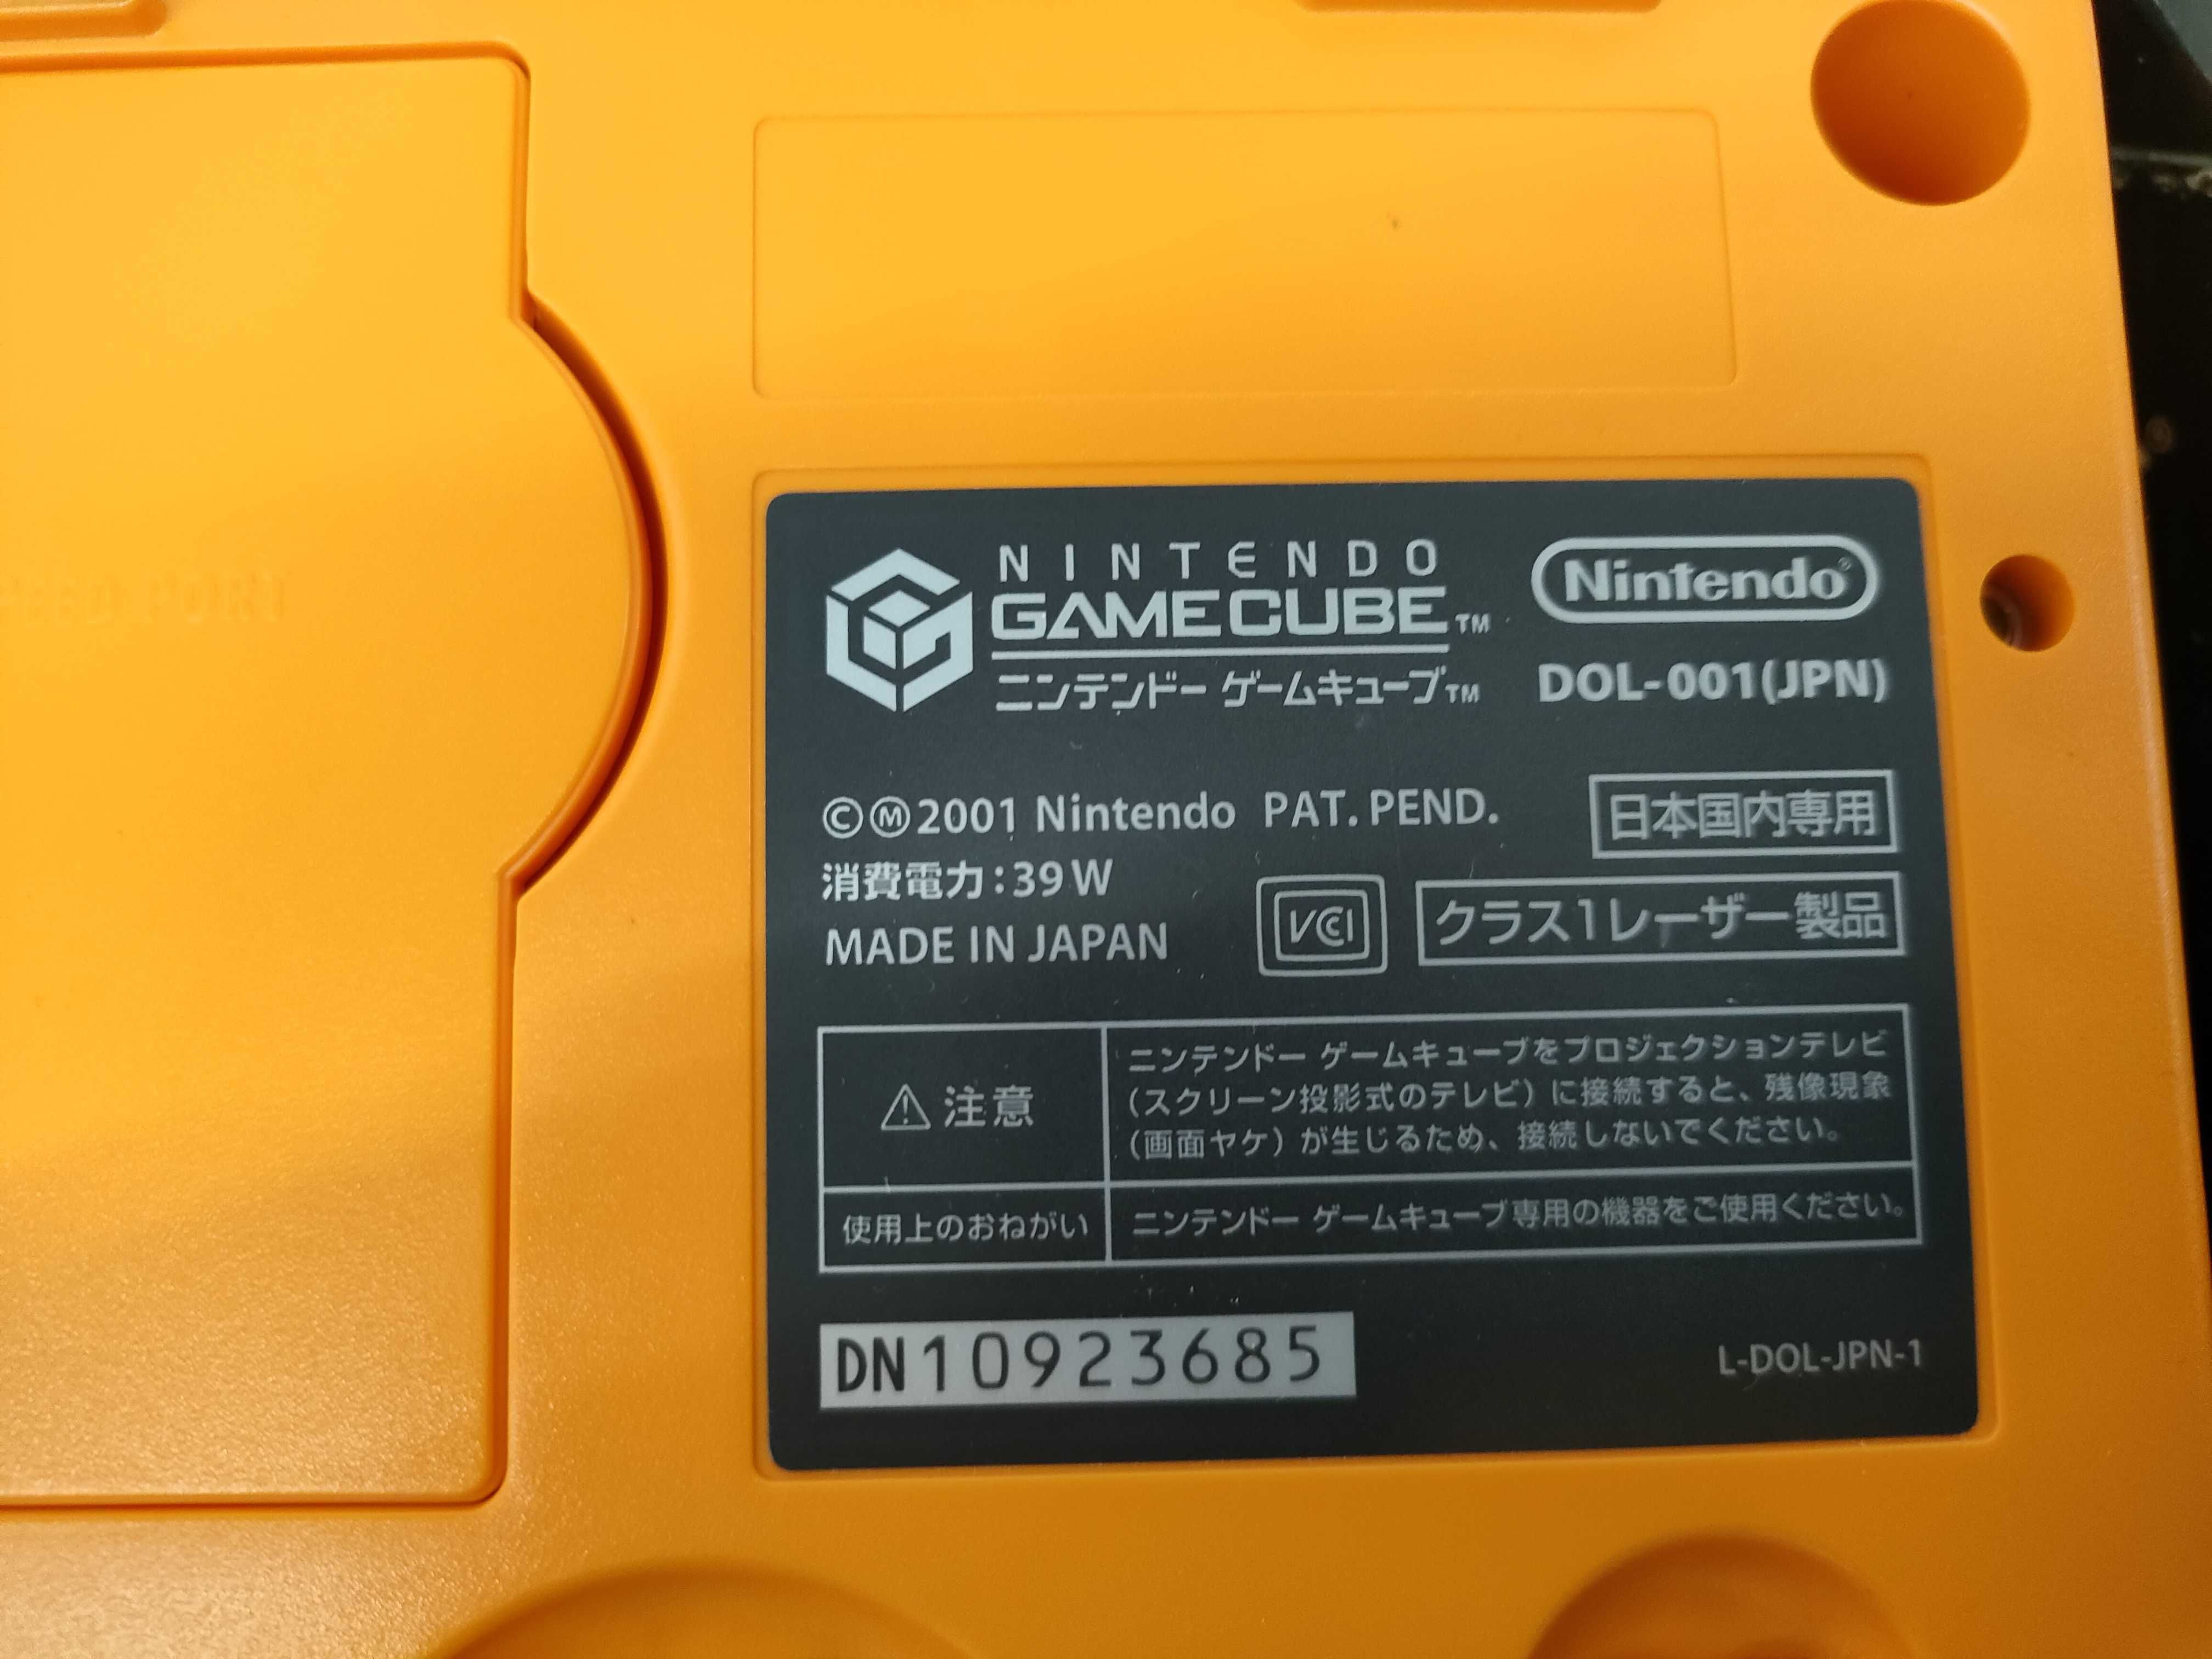 NINTENDO
GAMECUBE™
ニンテンドー ゲームキューブ™
Nintendo®
DOL-001(JPN)
©Ⓜ2001 Nintendo PAT. PEND.
日本国内専用
消費電力:39W
MADE IN JAPAN
VCCI
クラス1レーザー製品
⚠注意
ニンテンドー ゲームキューブをプロジェクションテレビ
(スクリーン投影式のテレビ)に接続すると、残像現象
(画面ヤケ)が生じるため、接続しないでください。
使用上のおねがい
ニンテンドー ゲームキューブ専用の機器をご使用ください。
DN10923685
L-DOL-JPN-1
PORT